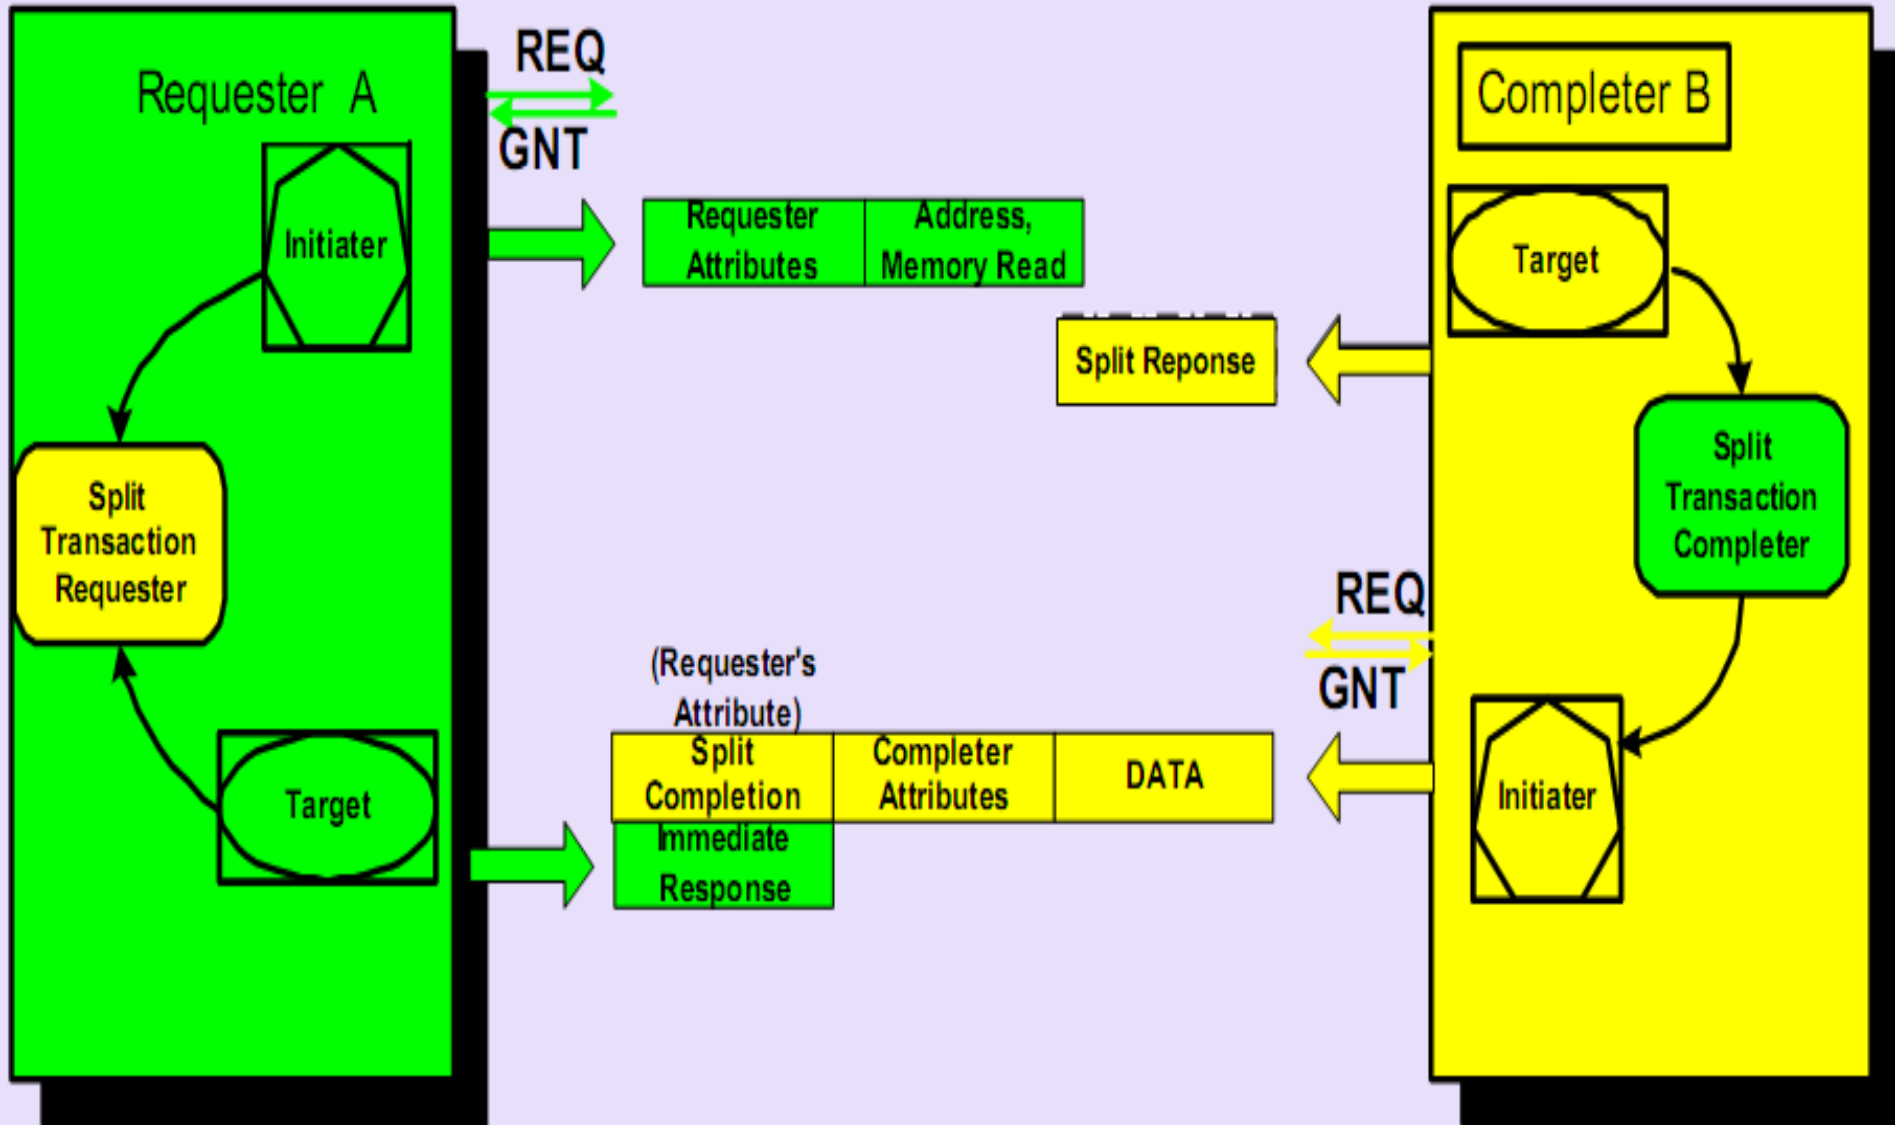 Requester A
REQ
GNT
Initiater
Requester
Attributes
Address,
Memory Read
Completer B
Target
Split Reponse
Split
Transaction
Requester
Split
Transaction
Completer
REQ
GNT
(Requester's
Attribute)
Split
Completion
Completer
Attributes
DATA
Immediate
Response
Target
Initiater